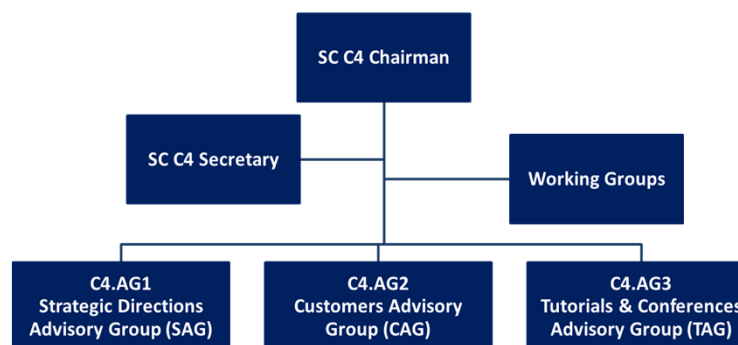 SC C4 Chairman
SC C4 Secretary
Working Groups
C4.AG1
Strategic Directions
Advisory Group (SAG)
C4.AG2
Customers Advisory
Group (CAG)
C4.AG3
Tutorials & Conferences
Advisory Group (TAG)